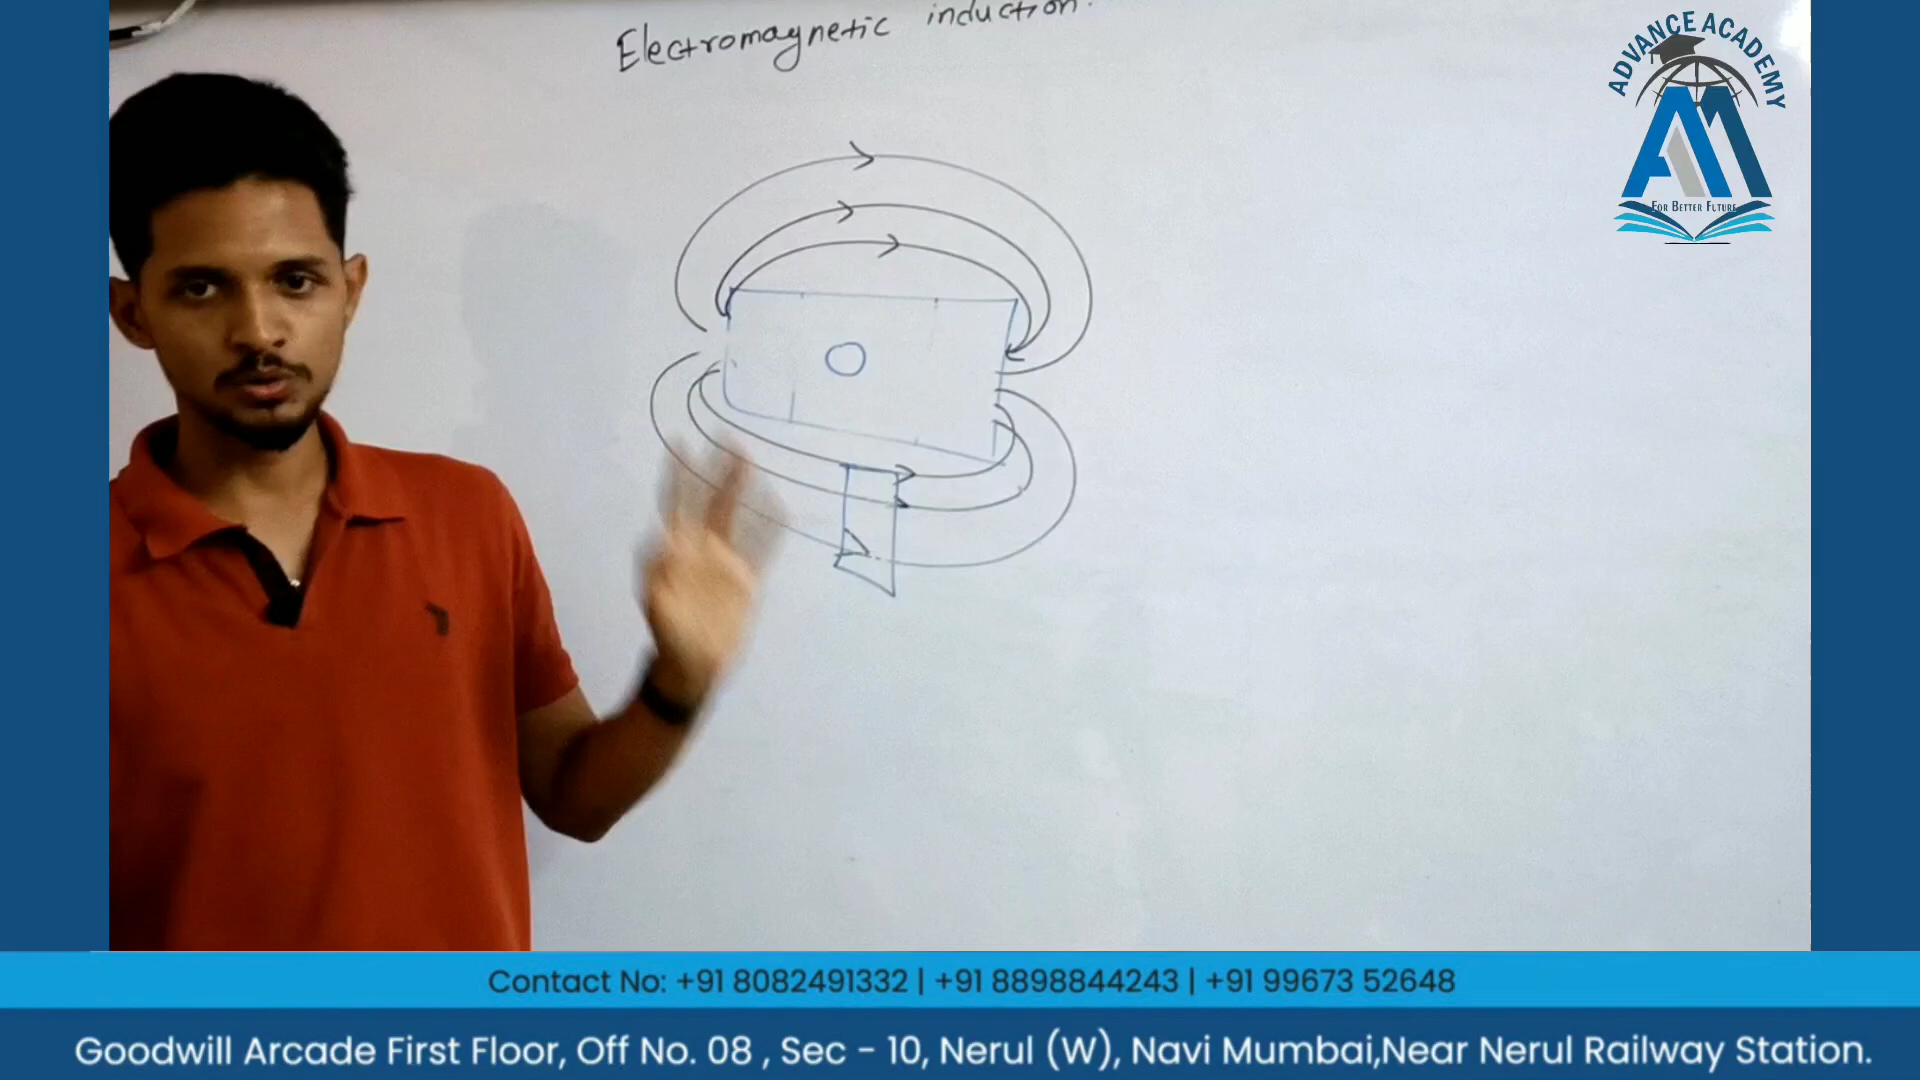 Electromagnetic induction.
ADVANCE ACADEMY
FOR BETTER FUTURE
Contact No: +91 8082491332 | +91 8898844243 | +91 99673 52648
Goodwill Arcade First Floor, Off No. 08 , Sec - 10, Nerul (W), Navi Mumbai,Near Nerul Railway Station.